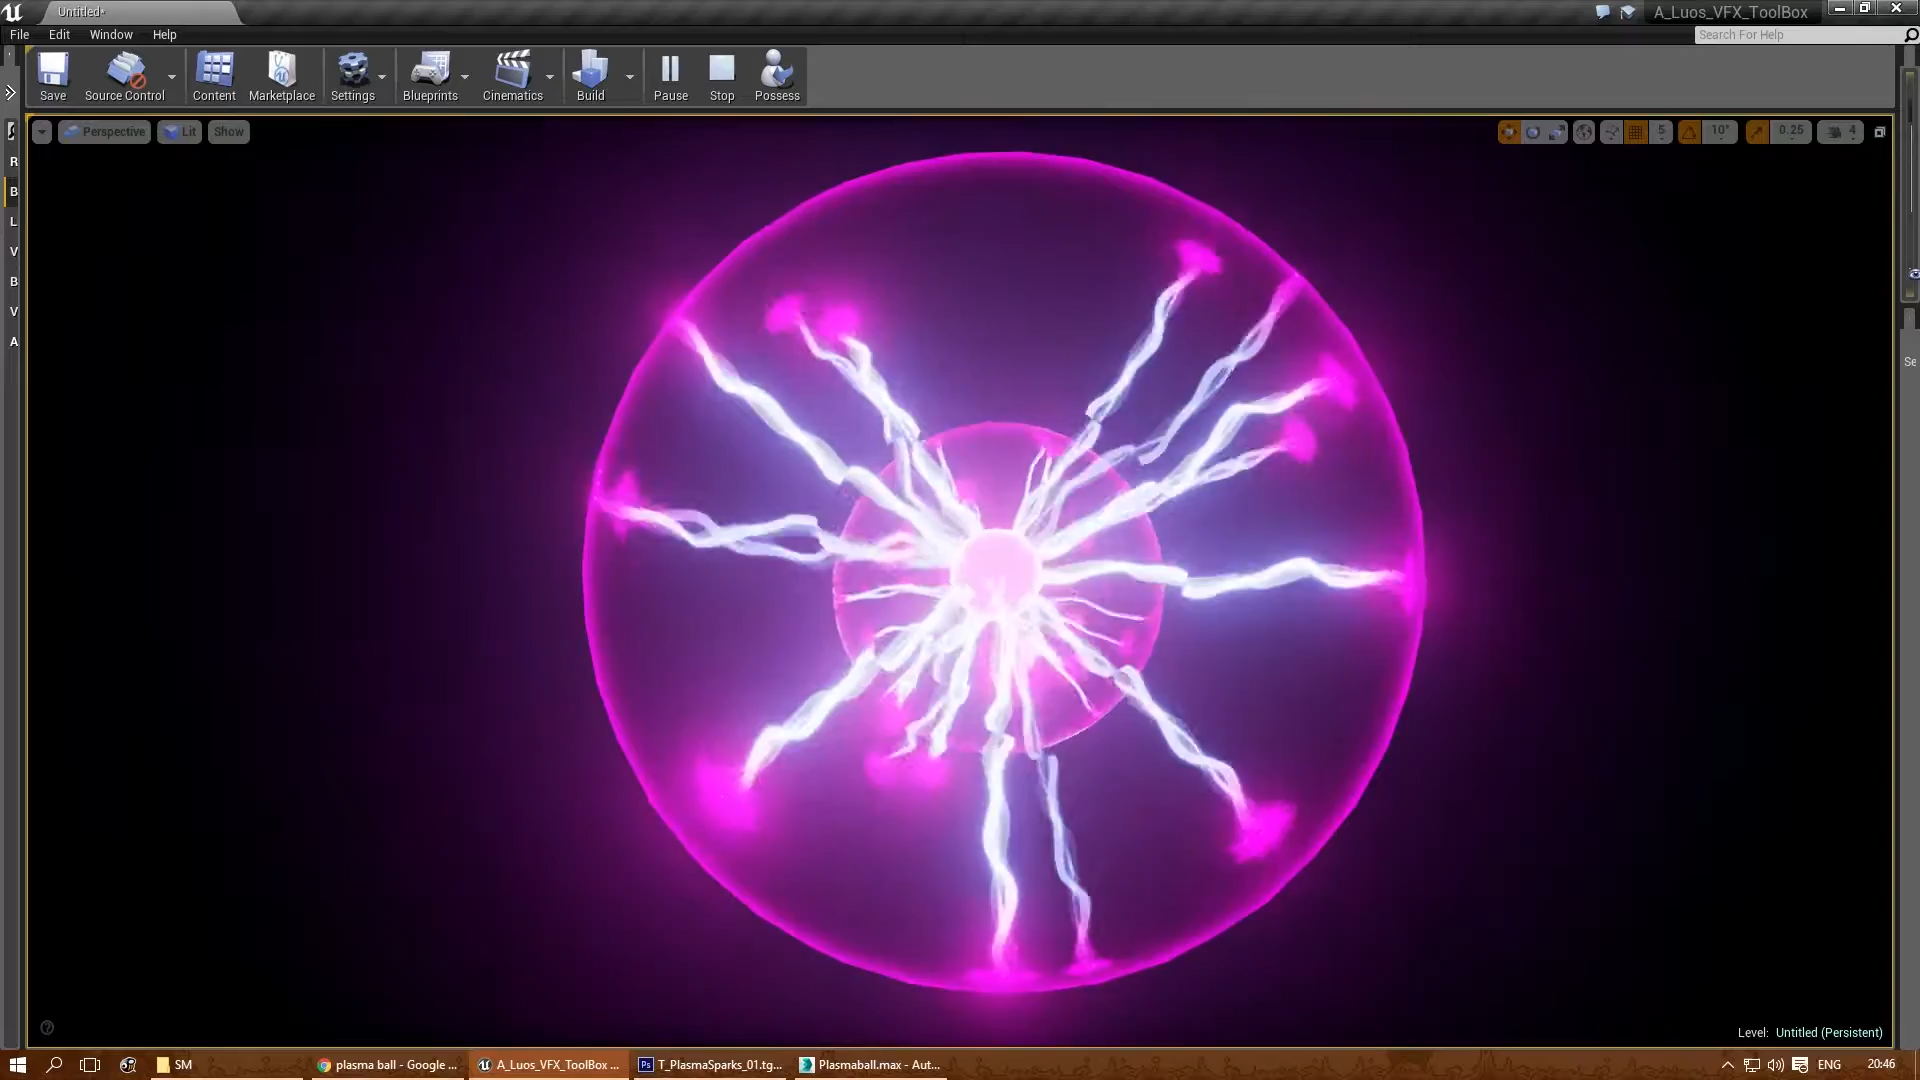 Untitled*
A_Luos_VFX_ToolBox
File Edit Window Help
Search For Help
Save Source Control Content Marketplace Settings Blueprints Cinematics Build Pause Stop Possess
Perspective Lit Show
5 10° 0.25 4
R
B
L
V
B
V
A
Se
Level: Untitled (Persistent)
SM
plasma ball - Google ...
A_Luos_VFX_ToolBox ...
Ps T_PlasmaSparks_01.tg...
Plasmaball.max - Aut...
ENG
20:46